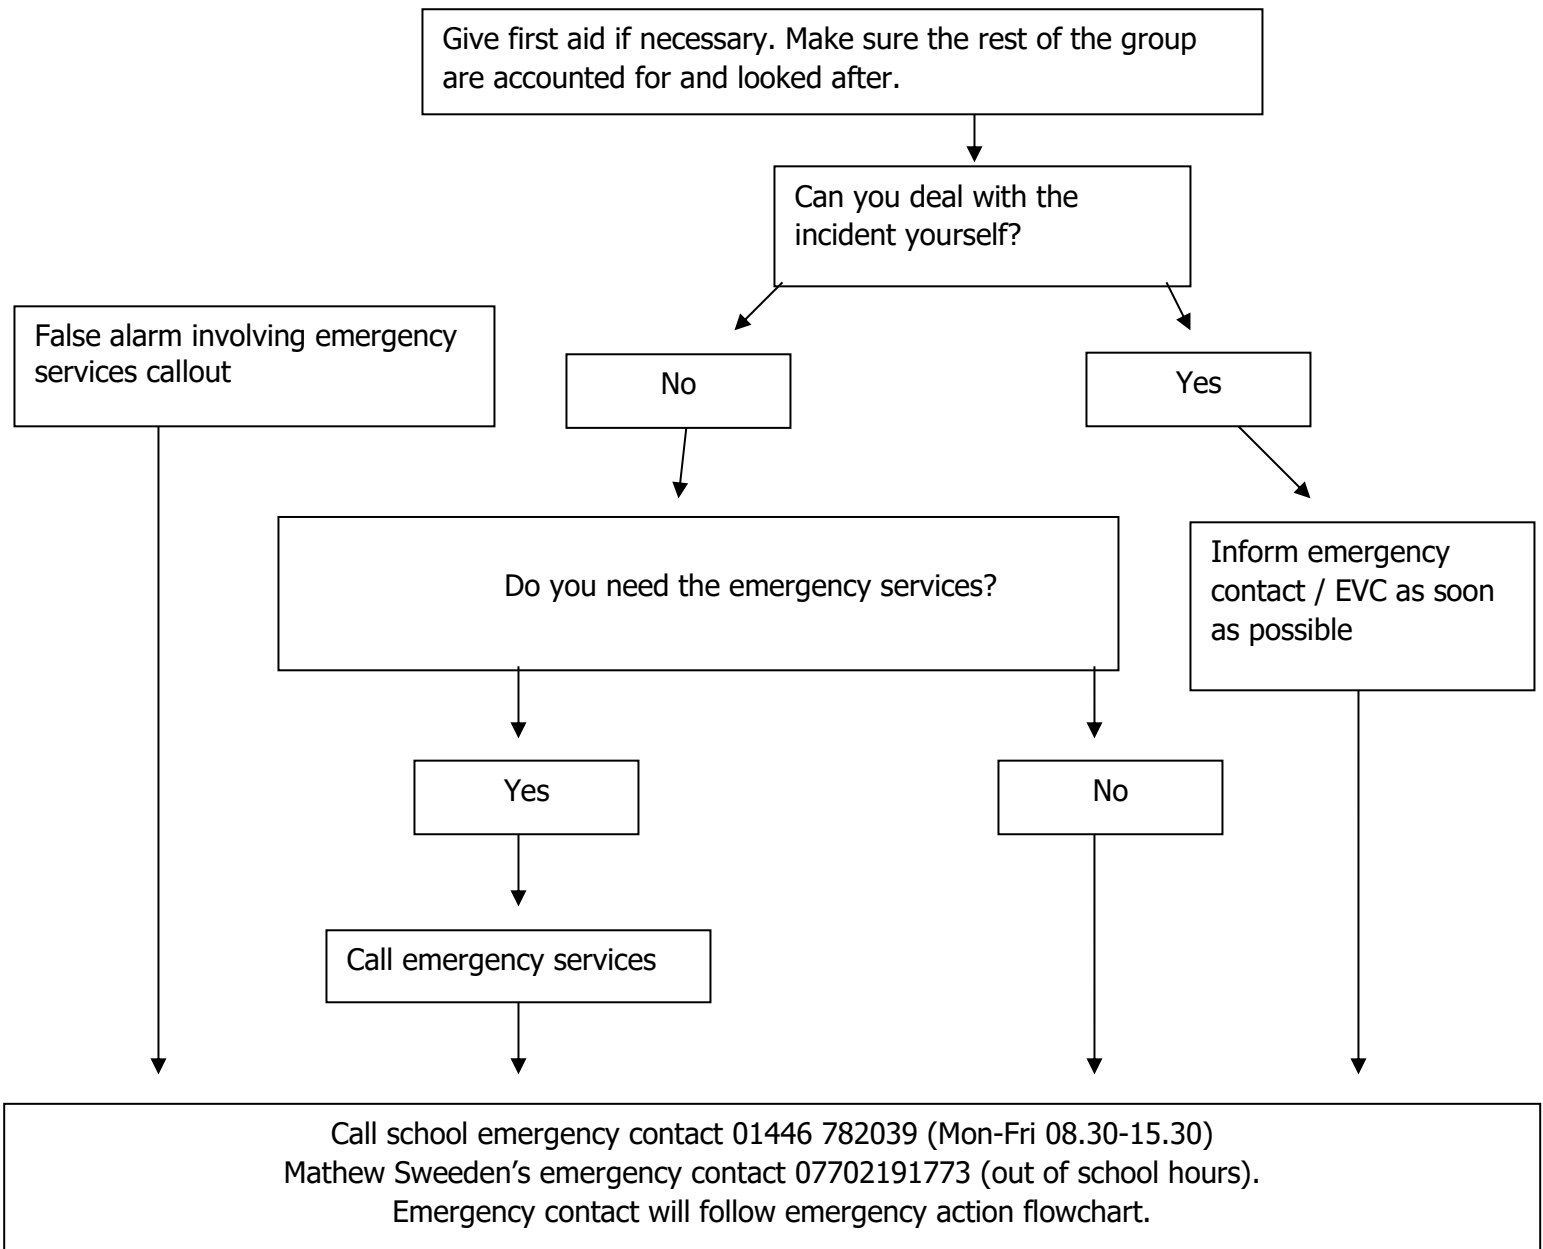 Give first aid if necessary. Make sure the rest of the group
are accounted for and looked after.
Can you deal with the
incident yourself?
False alarm involving emergency
services callout
No
Yes
Do you need the emergency services?
Inform emergency
contact / EVC as soon
as possible
Yes
No
Call emergency services
Call school emergency contact 01446 782039 (Mon-Fri 08.30-15.30)
Mathew Sweeden’s emergency contact 07702191773 (out of school hours).
Emergency contact will follow emergency action flowchart.